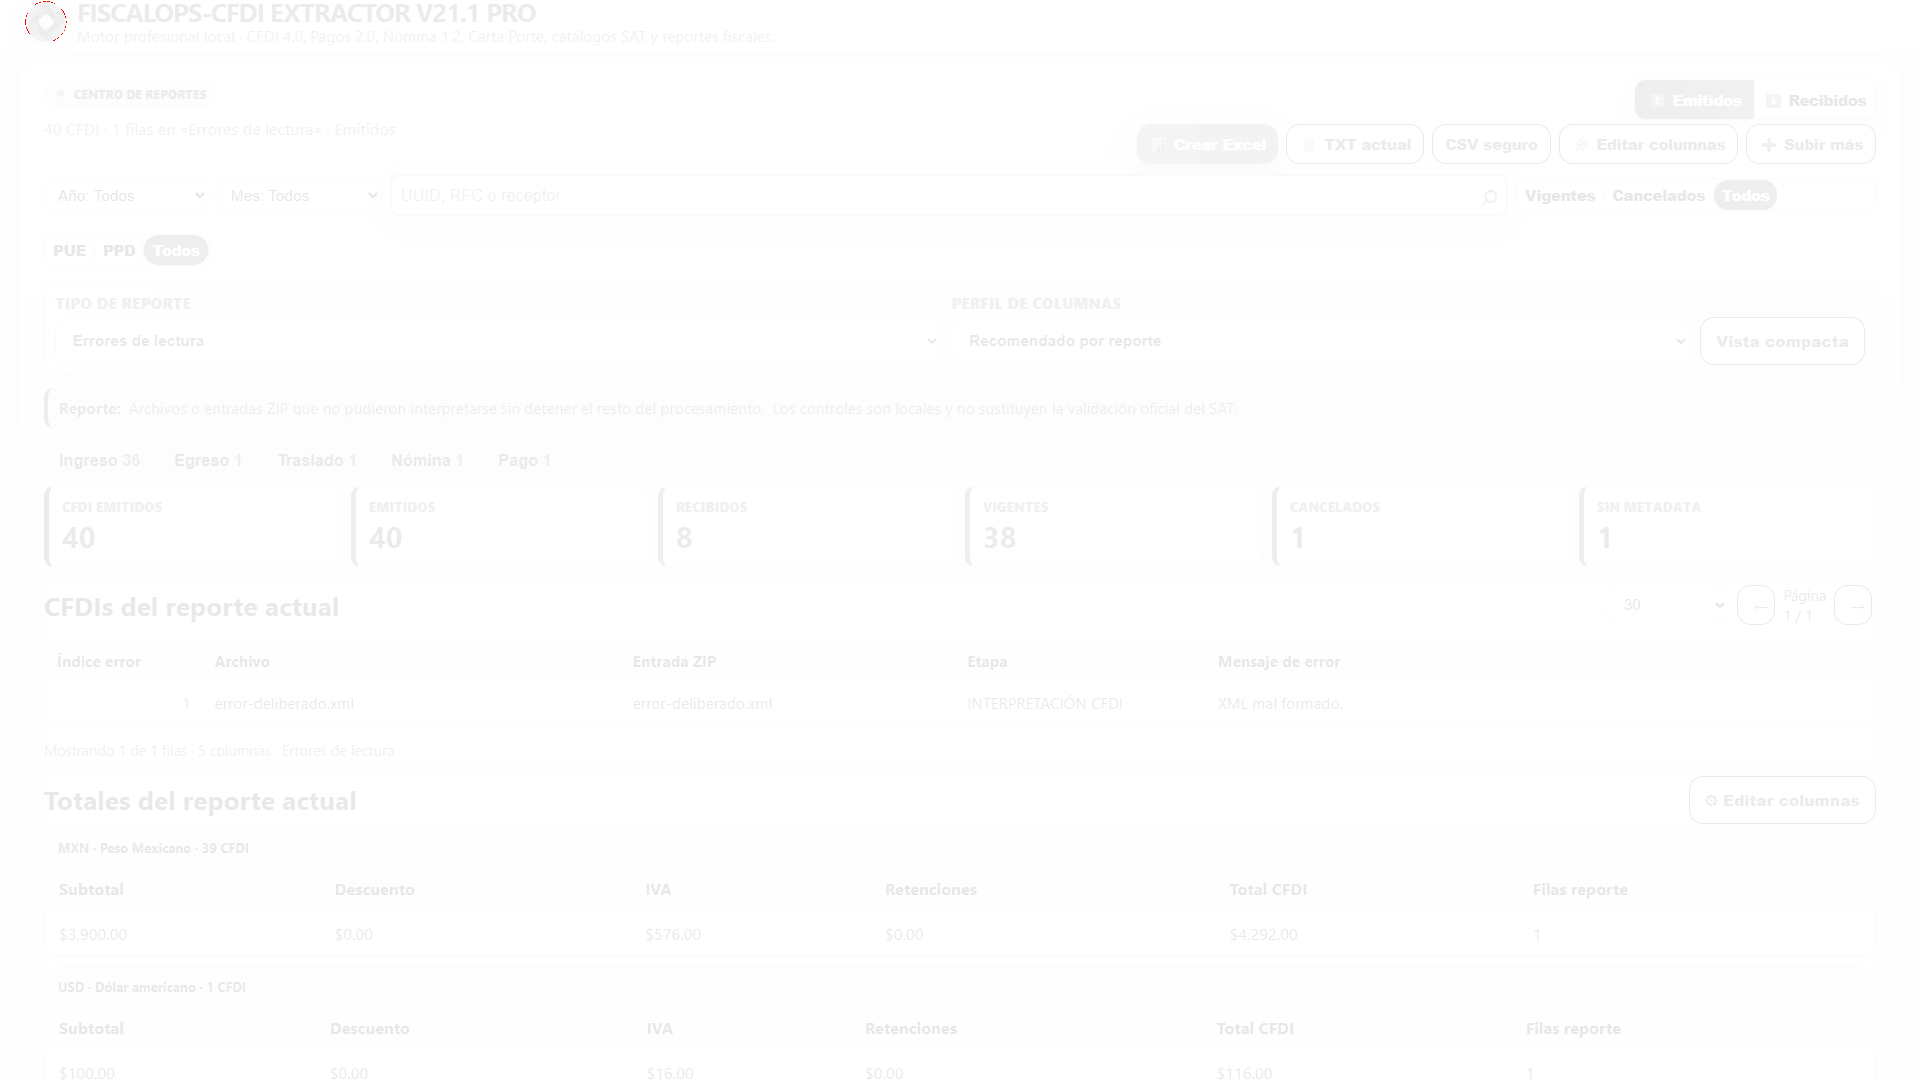 FISCALOPS-CFDI EXTRACTOR V21.1 PRO
Motor profesional local · CFDI 4.0, Pagos 2.0, Nómina 1.2, Carta Porte, catálogos SAT y reportes fiscales.
CENTRO DE REPORTES
Emitidos Recibidos
40 CFDI · 1 filas en «Errores de lectura» · Emitidos
Crear Excel TXT actual CSV seguro Editar columnas Subir más
Año: Todos Mes: Todos UUID, RFC o receptor Vigentes Cancelados Todos
PUE PPD Todos
TIPO DE REPORTE PERFIL DE COLUMNAS
Errores de lectura Recomendado por reporte Vista compacta
Reporte: Archivos o entradas ZIP que no pudieron interpretarse sin detener el resto del procesamiento. Los controles son locales y no sustituyen la validación oficial del SAT.
Ingreso 36 Egreso 1 Traslado 1 Nómina 1 Pago 1
CFDI EMITIDOS EMITIDOS RECIBIDOS VIGENTES CANCELADOS SIN METADATA
40 40 8 38 1 1
CFDIs del reporte actual 30 ← Página 1 / 1 →
Índice error Archivo Entrada ZIP Etapa Mensaje de error
1 error-deliberado.xml error-deliberado.xml INTERPRETACIÓN CFDI XML mal formado.
Mostrando 1 de 1 filas · 5 columnas · Errores de lectura
Totales del reporte actual ⚙ Editar columnas
MXN · Peso Mexicano · 39 CFDI
Subtotal Descuento IVA Retenciones Total CFDI Filas reporte
$3,900.00 $0.00 $576.00 $0.00 $4,292.00 1
USD · Dólar americano · 1 CFDI
Subtotal Descuento IVA Retenciones Total CFDI Filas reporte
$100.00 $0.00 $16.00 $0.00 $116.00 1